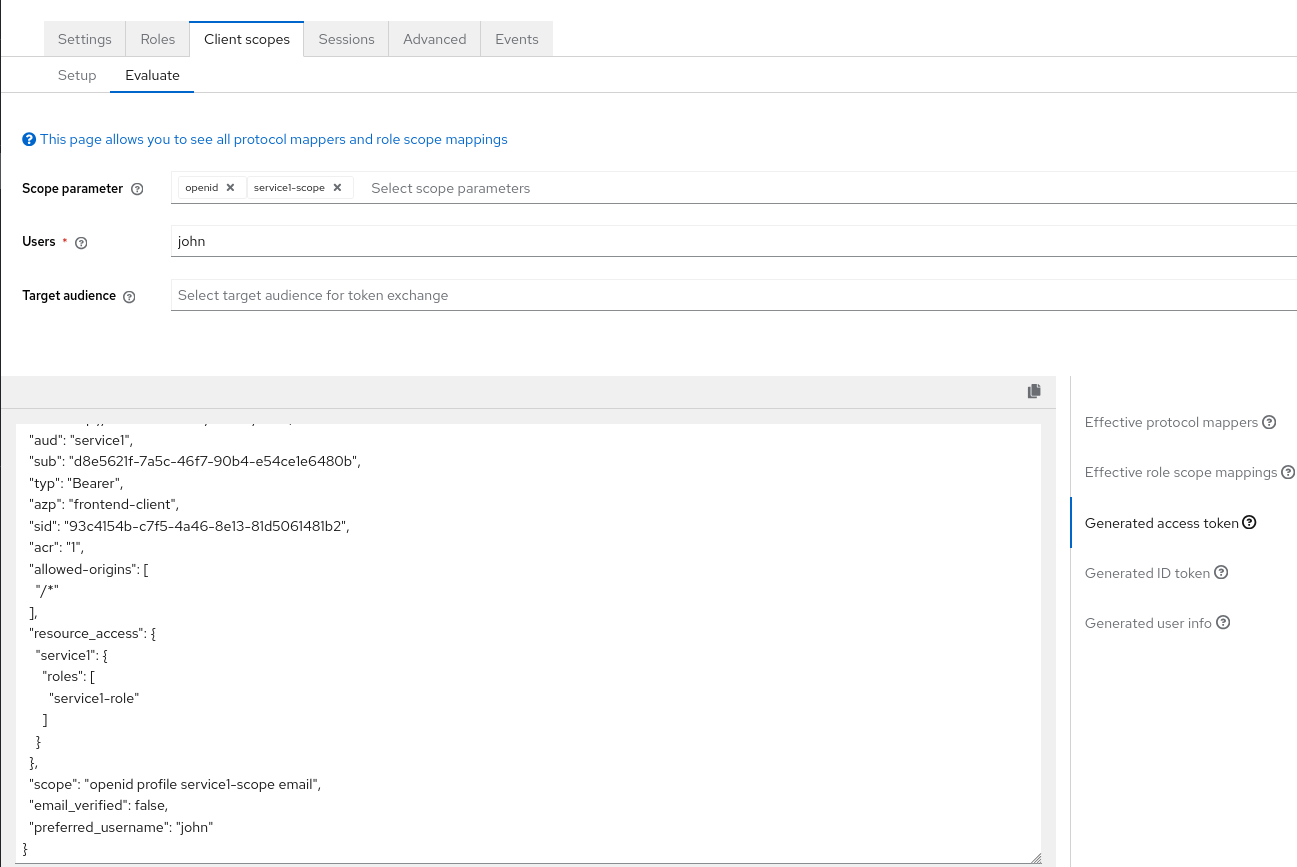 Settings Roles Client scopes Sessions Advanced Events
Setup Evaluate
This page allows you to see all protocol mappers and role scope mappings
Scope parameter openid service1-scope Select scope parameters
Users * john
Target audience Select target audience for token exchange
"aud": "service1",
"sub": "d8e5621f-7a5c-46f7-90b4-e54ce1e6480b",
"typ": "Bearer",
"azp": "frontend-client",
"sid": "93c4154b-c7f5-4a46-8e13-81d5061481b2",
"acr": "1",
"allowed-origins": [
"/*"
],
"resource_access": {
"service1": {
"roles": [
"service1-role"
]
}
},
"scope": "openid profile service1-scope email",
"email_verified": false,
"preferred_username": "john"
}
Effective protocol mappers
Effective role scope mappings
Generated access token
Generated ID token
Generated user info